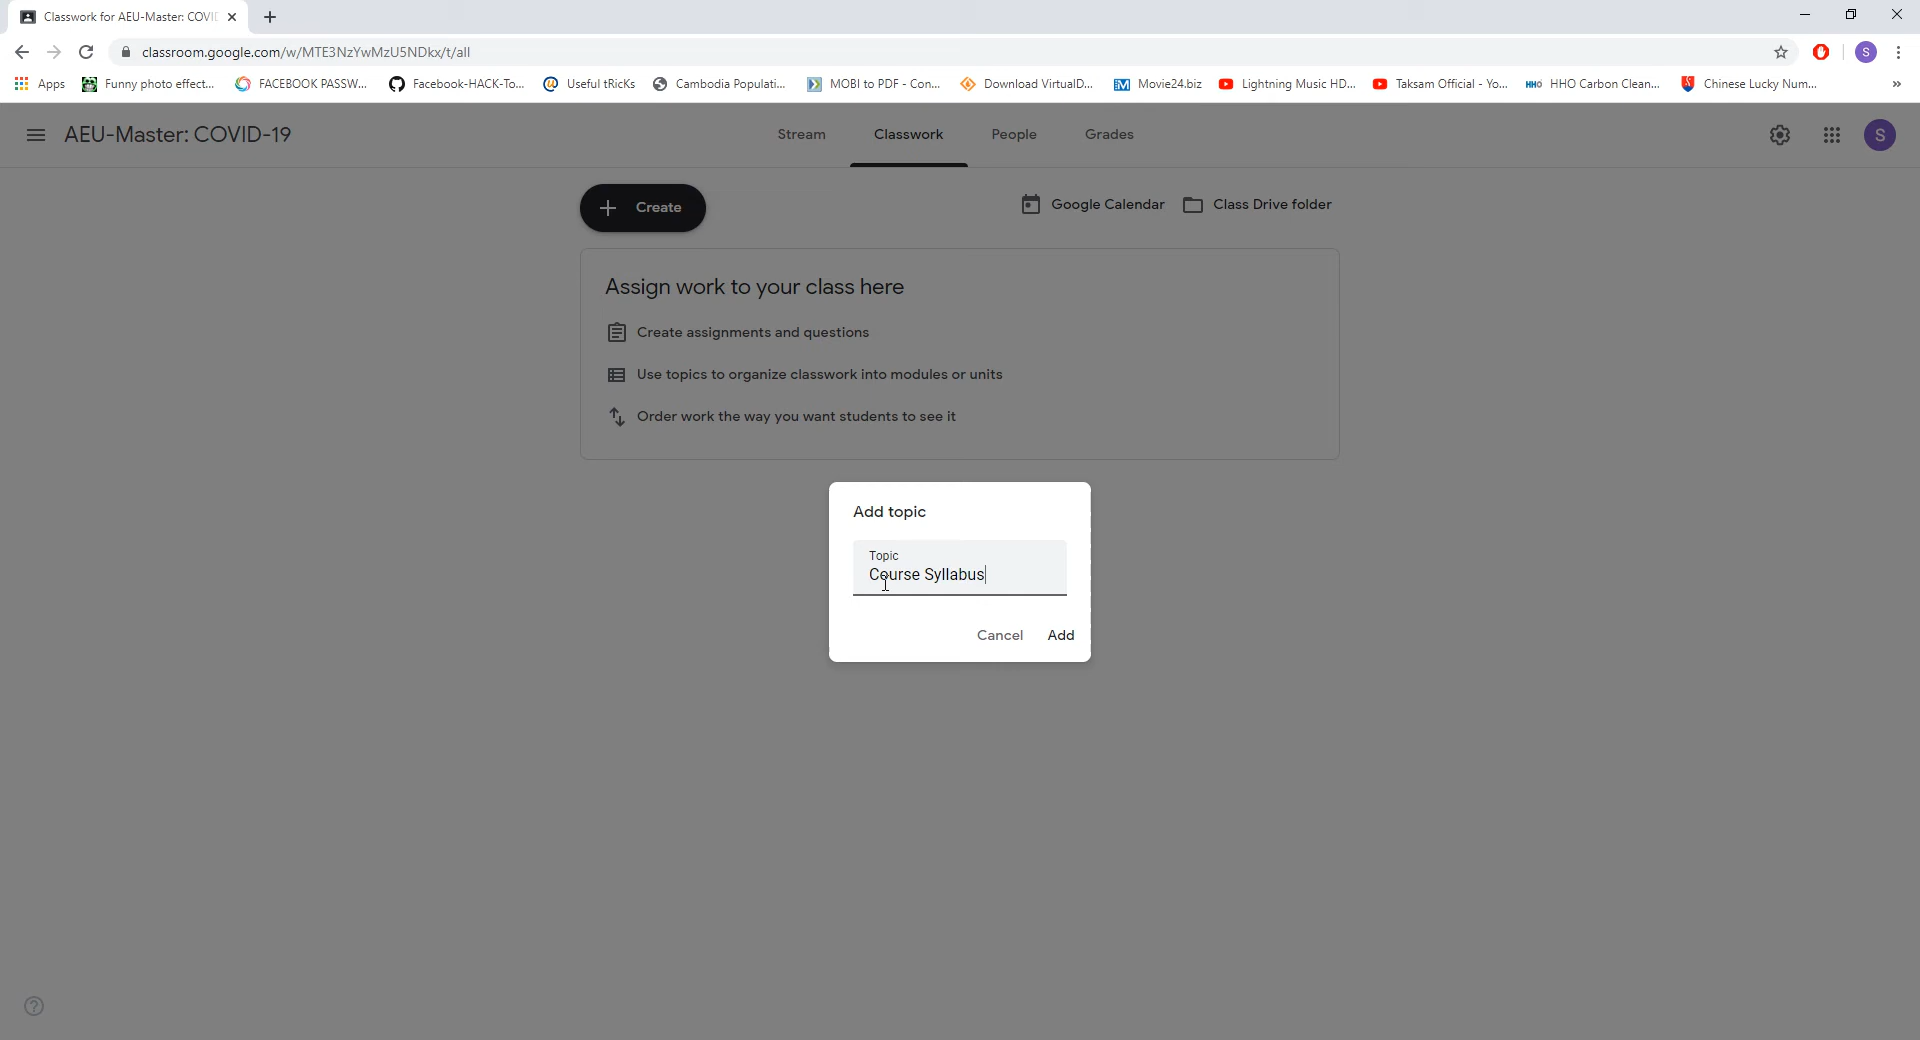 Classwork for AEU-Master: COVI
classroom.google.com/w/MTE3NzYwMzU5NDkx/t/all
S
Apps
Funny photo effect...
FACEBOOK PASSW...
Facebook-HACK-To...
Useful tRicKs
Cambodia Populati...
MOBI to PDF - Con...
Download VirtualD...
Movie24.biz
Lightning Music HD...
Taksam Official - Yo...
HHO HHO Carbon Clean...
Chinese Lucky Num...
»
AEU-Master: COVID-19
Stream
Classwork
People
Grades
S
Create
Google Calendar
Class Drive folder
Assign work to your class here
Create assignments and questions
Use topics to organize classwork into modules or units
Order work the way you want students to see it
Add topic
Topic
Course Syllabus
Cancel
Add
?